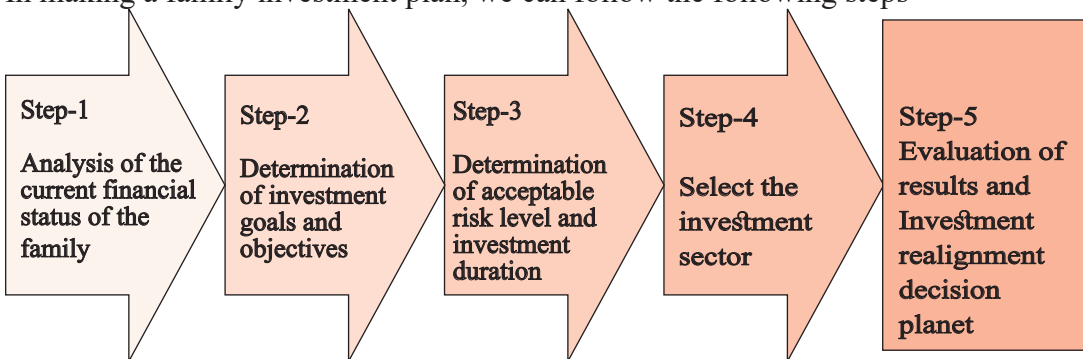 In making a family investment plan, we can follow the following steps
Step-1
Analysis of the
current financial
status of the
family
Step-2
Determination
of investment
goals and
objectives
Step-3
Determination
of acceptable
risk level and
investment
duration
Step-4
Select the
investment
sector
Step-5
Evaluation of
results and
Investment
realignment
decision
planet